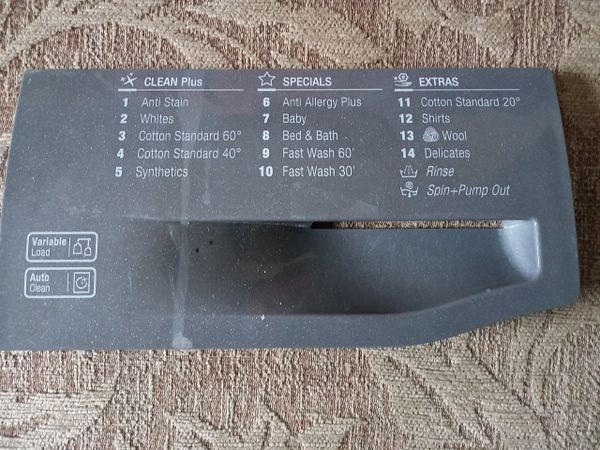 CLEAN Plus
1 Anti Stain
2 Whites
3 Cotton Standard 60°
4 Cotton Standard 40°
5 Synthetics
SPECIALS
6 Anti Allergy Plus
7 Baby
8 Bed & Bath
9 Fast Wash 60'
10 Fast Wash 30'
EXTRAS
11 Cotton Standard 20°
12 Shirts
13 Wool
14 Delicates
Rinse
Spin+Pump Out
Variable
Load
Auto
Clean